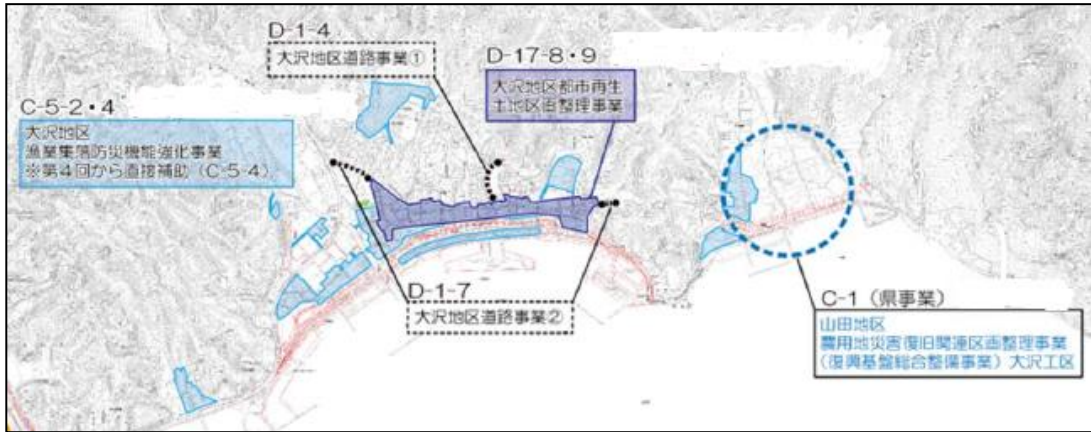 D-1-4
大沢地区道路事業①
D-17-8・9
大沢地区都市再生
土地区画整理事業
C-5-2・4
大沢地区
漁業集落防災機能強化事業
※第4回から直接補助（C-5-4）
D-1-7
大沢地区道路事業②
C-1（県事業）
山田地区
農用地災害復旧関連区画整理事業
（復興基盤総合整備事業）大沢工区